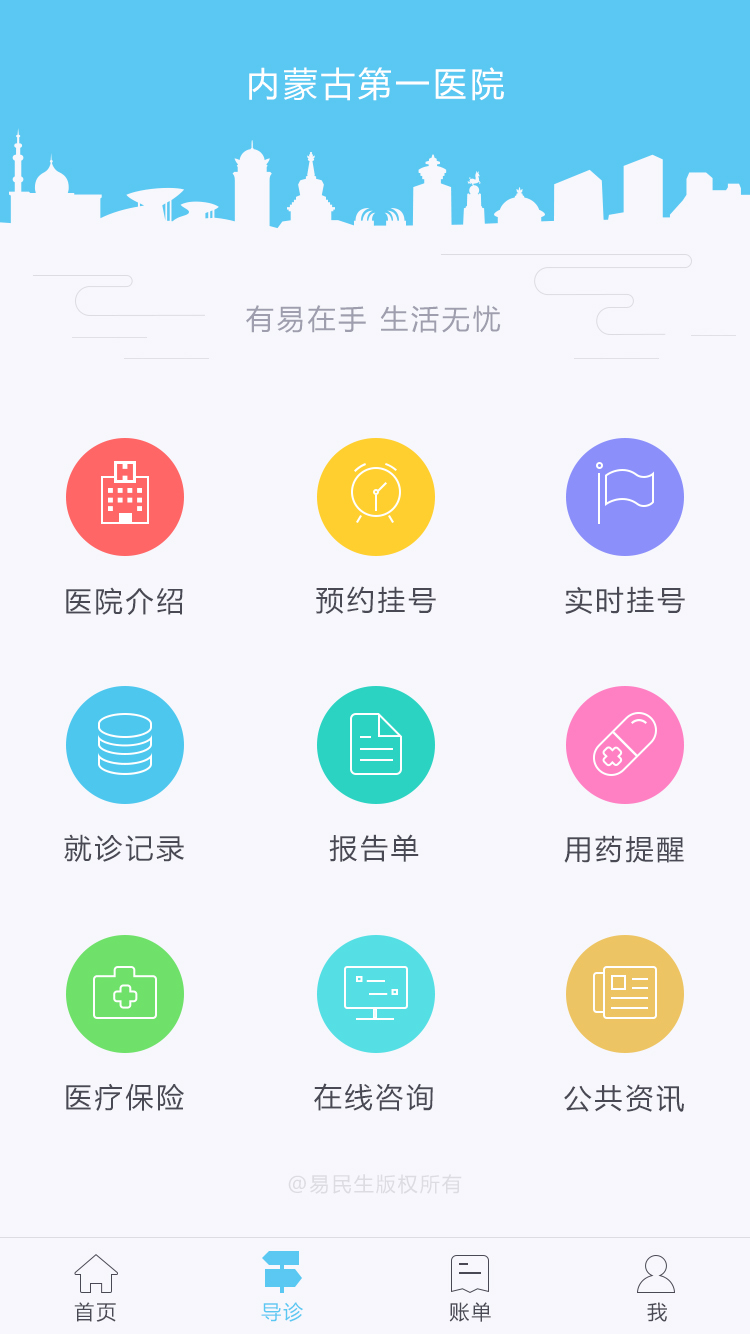 内蒙古第一医院
有易在手 生活无忧
医院介绍
预约挂号
实时挂号
就诊记录
报告单
用药提醒
医疗保险
在线咨询
公共资讯
@易民生版权所有
首页
导诊
账单
我